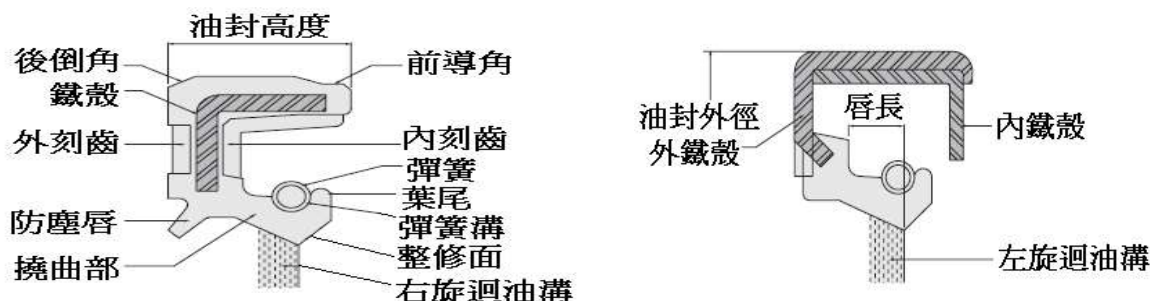 油封高度
後倒角
前導角
鐵殼
外刻齒
內刻齒
彈簧
葉尾
防塵唇
彈簧溝
整修面
撓曲部
右旋迴油溝
唇長
油封外徑
外鐵殼
內鐵殼
左旋迴油溝